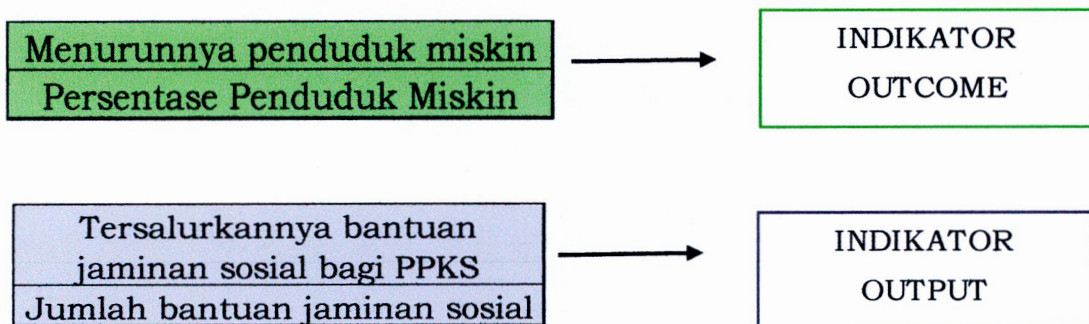 Menurunnya penduduk miskin
Persentase Penduduk Miskin
INDIKATOR
OUTCOME
Tersalurkannya bantuan
jaminan sosial bagi PPKS
Jumlah bantuan jaminan sosial
INDIKATOR
OUTPUT